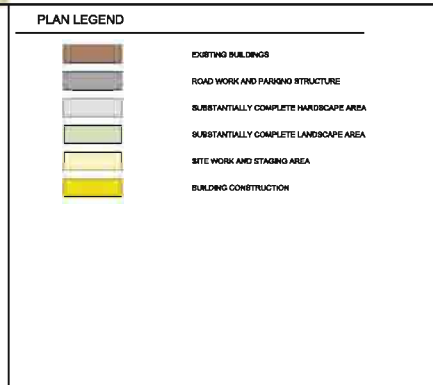 PLAN LEGEND
EXISTING BUILDINGS
ROAD WORK AND PARKING STRUCTURE
SUBSTANTIALLY COMPLETE HARDSCAPE AREA
SUBSTANTIALLY COMPLETE LANDSCAPE AREA
SITE WORK AND STAGING AREA
BUILDING CONSTRUCTION